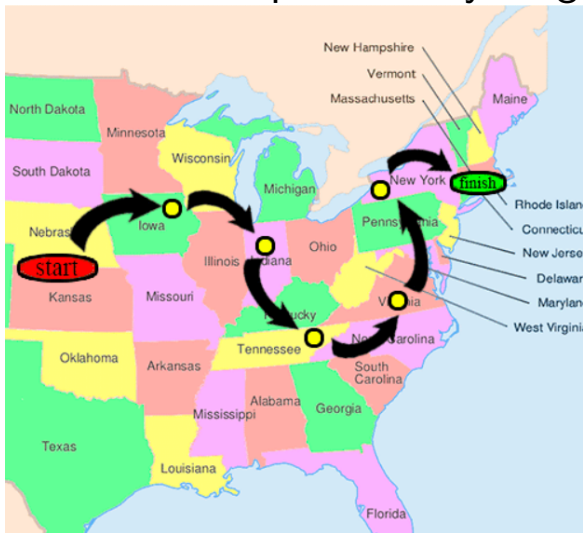 New Hampshire
Vermont
Massachusetts
Maine
North Dakota
Minnesota
Wisconsin
South Dakota
Michigan
New York
finish
Iowa
Rhode Islan
Connecticu
Nebras
Pennsylvania
New Jerse
start
Illinois
Indiana
Ohio
Delawar
Kansas
Missouri
Virginia
Marylan
West Virginia
Kentucky
Tennessee
North Carolina
Oklahoma
Arkansas
South
Carolina
Mississippi
Alabama
Georgia
Texas
Louisiana
Florida